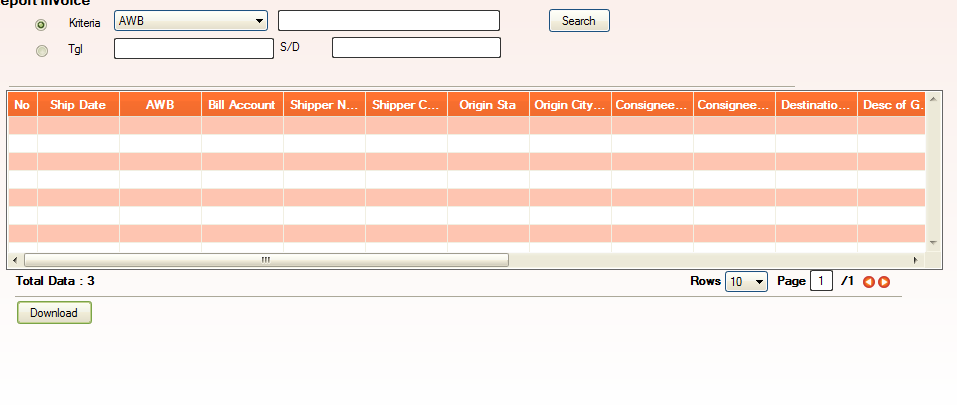 eport Invoice
Kriteria AWB Search
Tgl S/D
No Ship Date AWB Bill Account Shipper N... Shipper C... Origin Sta Origin City... Consignee... Consignee... Destinatio... Desc of G.
Total Data : 3 Rows 10 Page 1 /1
Download